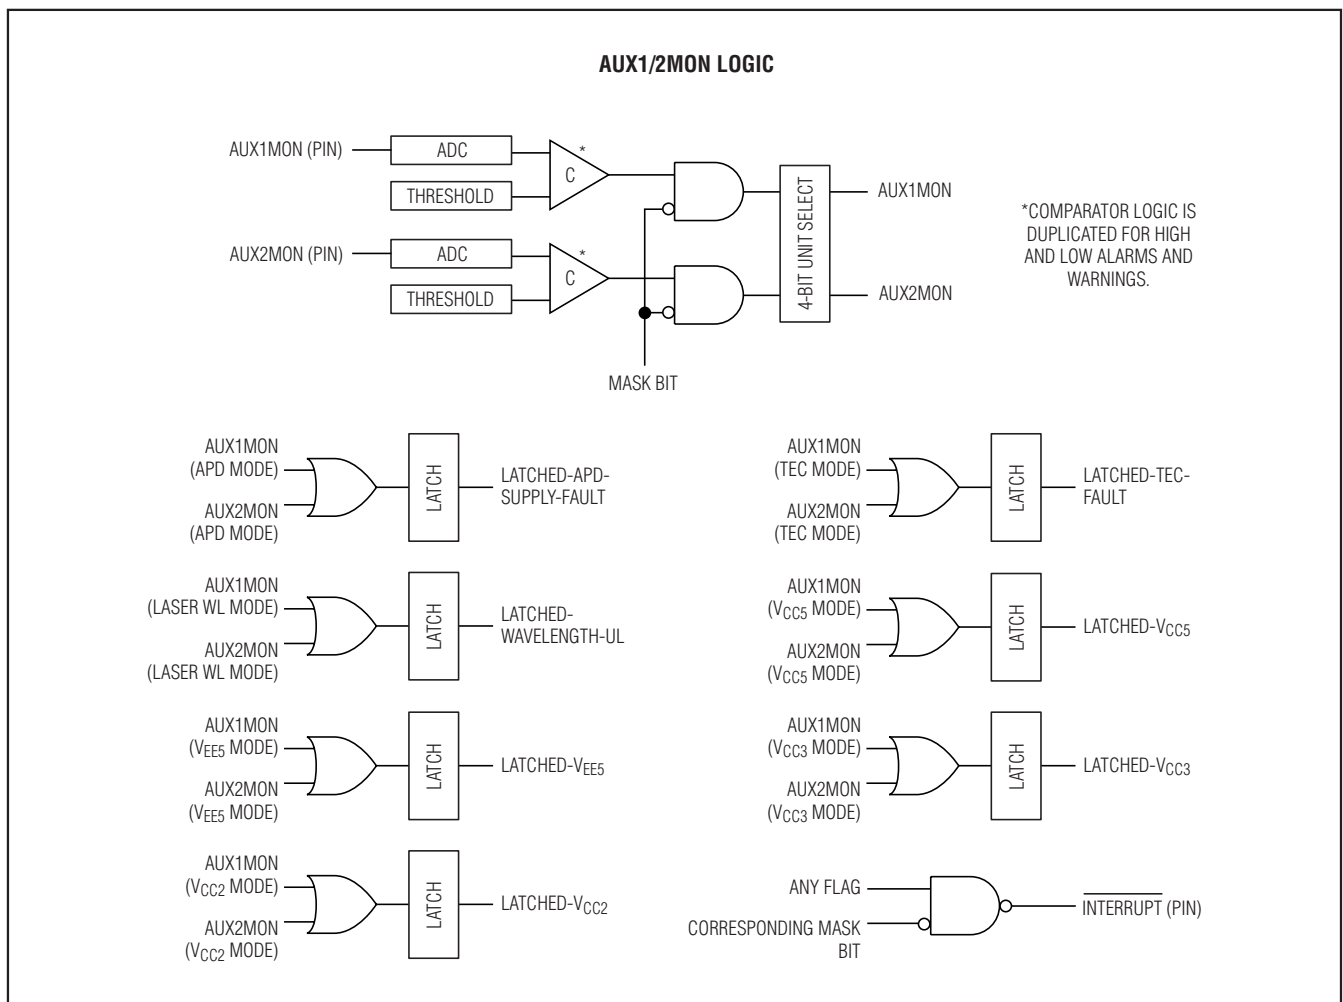 AUX1/2MON LOGIC
AUX1MON (PIN)
ADC
THRESHOLD
*
C
AUX2MON (PIN)
ADC
THRESHOLD
*
C
MASK BIT
4-BIT UNIT SELECT
AUX1MON
AUX2MON
*COMPARATOR LOGIC IS
DUPLICATED FOR HIGH
AND LOW ALARMS AND
WARNINGS.
AUX1MON
(APD MODE)
AUX2MON
(APD MODE)
LATCH
LATCHED-APD-
SUPPLY-FAULT
AUX1MON
(TEC MODE)
AUX2MON
(TEC MODE)
LATCH
LATCHED-TEC-
FAULT
AUX1MON
(LASER WL MODE)
AUX2MON
(LASER WL MODE)
LATCH
LATCHED-
WAVELENGTH-UL
AUX1MON
(VCC5 MODE)
AUX2MON
(VCC5 MODE)
LATCH
LATCHED-VCC5
AUX1MON
(VEE5 MODE)
AUX2MON
(VEE5 MODE)
LATCH
LATCHED-VEE5
AUX1MON
(VCC3 MODE)
AUX2MON
(VCC3 MODE)
LATCH
LATCHED-VCC3
AUX1MON
(VCC2 MODE)
AUX2MON
(VCC2 MODE)
LATCH
LATCHED-VCC2
ANY FLAG
CORRESPONDING MASK
BIT
INTERRUPT (PIN)